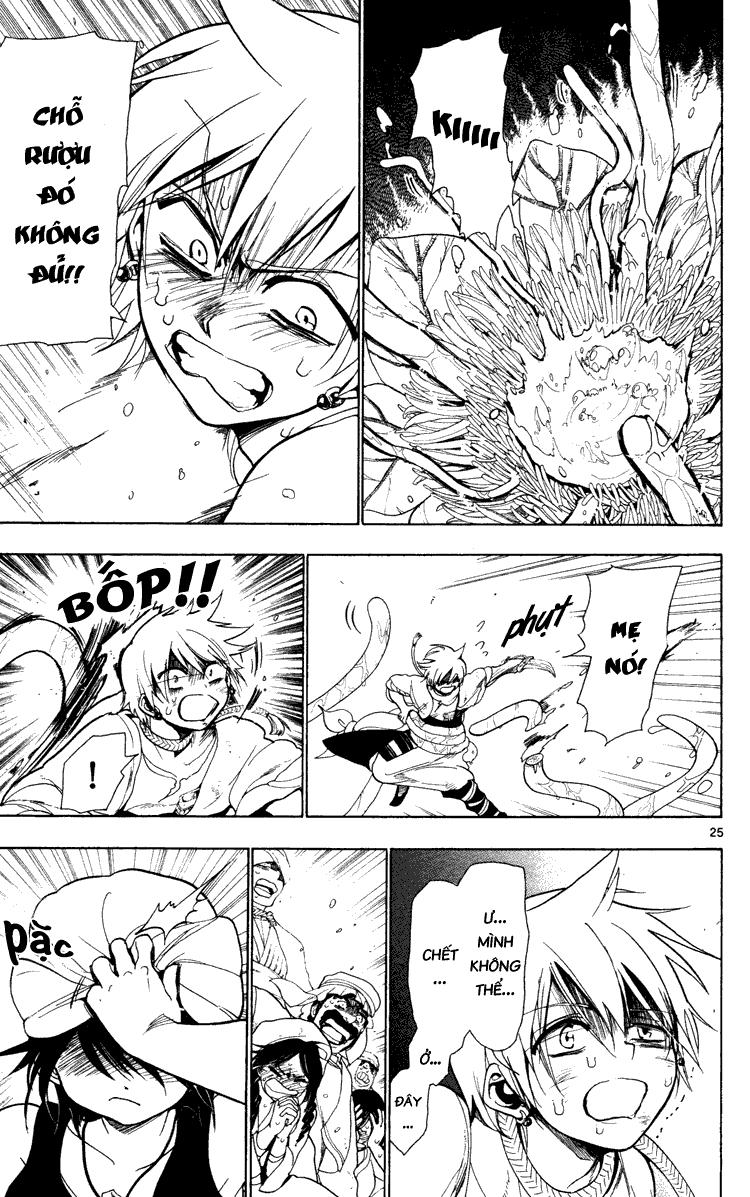 KIIIII
CHỖ
RƯỢU
ĐÓ
KHÔNG
ĐỦ!!
MẸ
NÓ!
phụt
BỐP!!
!
25
Ư...
MÌNH
KHÔNG
THỂ...
CHẾT
...
Ở...
ĐÂY
...
pặc